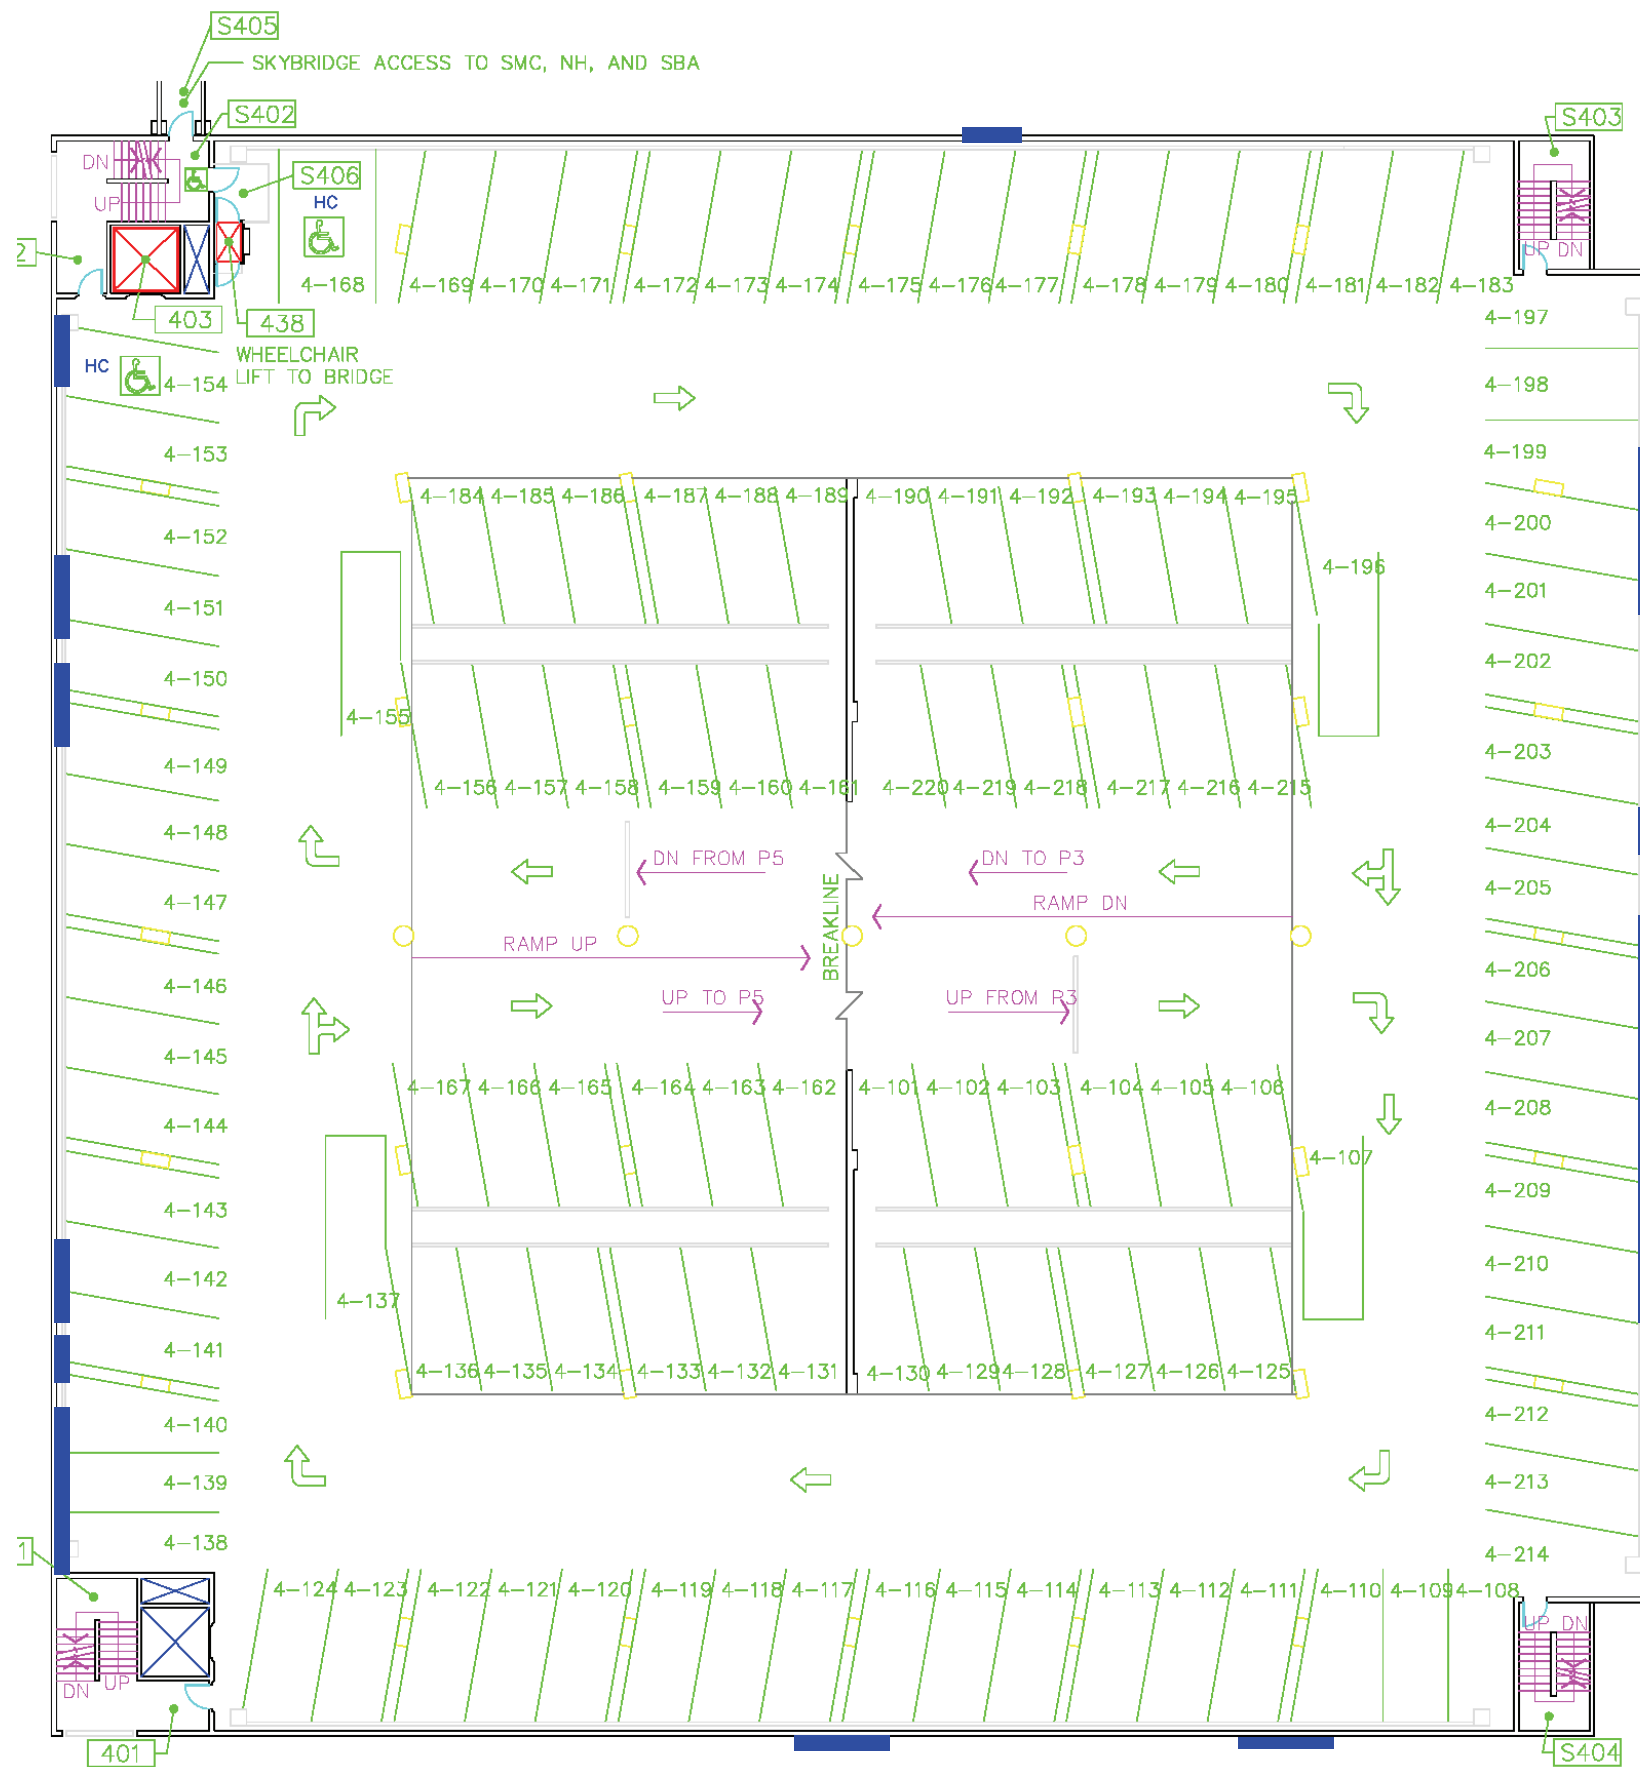 S405
SKYBRIDGE ACCESS TO SMC, NH, AND SBA
S402
S403
DN
S406
UP
HC
2
UP DN
4-168 4-169 4-170 4-171 4-172 4-173 4-174 4-175 4-176 4-177 4-178 4-179 4-180 4-181 4-182 4-183
403
438
4-197
WHEELCHAIR
LIFT TO BRIDGE
HC
4-154
4-198
4-153
4-199
4-184 4-185 4-186 4-187 4-188 4-189 4-190 4-191 4-192 4-193 4-194 4-195
4-152
4-200
4-196
4-151
4-201
4-150
4-202
4-155
4-149
4-203
4-156 4-157 4-158 4-159 4-160 4-161 4-220 4-219 4-218 4-217 4-216 4-215
4-148
4-204
DN FROM P5
DN TO P3
4-147
4-205
RAMP DN
BREAKLINE
RAMP UP
4-146
4-206
UP TO P5
UP FROM P3
4-145
4-207
4-167 4-166 4-165 4-164 4-163 4-162 4-101 4-102 4-103 4-104 4-105 4-106
4-144
4-208
4-107
4-143
4-209
4-142
4-210
4-137
4-141
4-211
4-136 4-135 4-134 4-133 4-132 4-131 4-130 4-129 4-128 4-127 4-126 4-125
4-140
4-212
4-139
4-213
4-138
4-214
1
4-124 4-123 4-122 4-121 4-120 4-119 4-118 4-117 4-116 4-115 4-114 4-113 4-112 4-111 4-110 4-109 4-108
UP DN
DN UP
401
S404